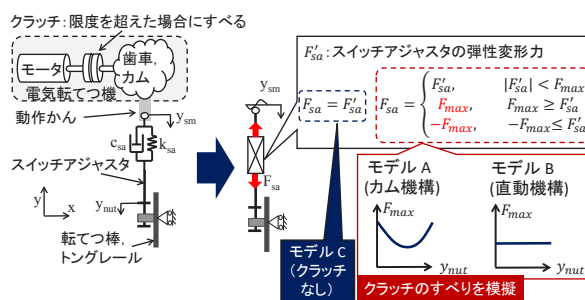 クラッチ：限度を超えた場合にすべる
モータ
歯車,
カム
電気転てつ機
動作かん
y_sm
c_sa
k_sa
スイッチアジャスタ
y
x
y_nut
転てつ棒,
トングレール
y_sm
F_sa
F'_sa：スイッチアジャスタの弾性変形力
F_sa = F'_sa
F_sa = { F'_sa, |F'_sa| < F_max
F_max, F_max ≥ F'_sa
−F_max, −F_max ≤ F'_sa
モデル A
(カム機構)
F_max
y_nut
モデル B
(直動機構)
F_max
y_nut
モデル C
(クラッチ
なし)
クラッチのすべりを模擬